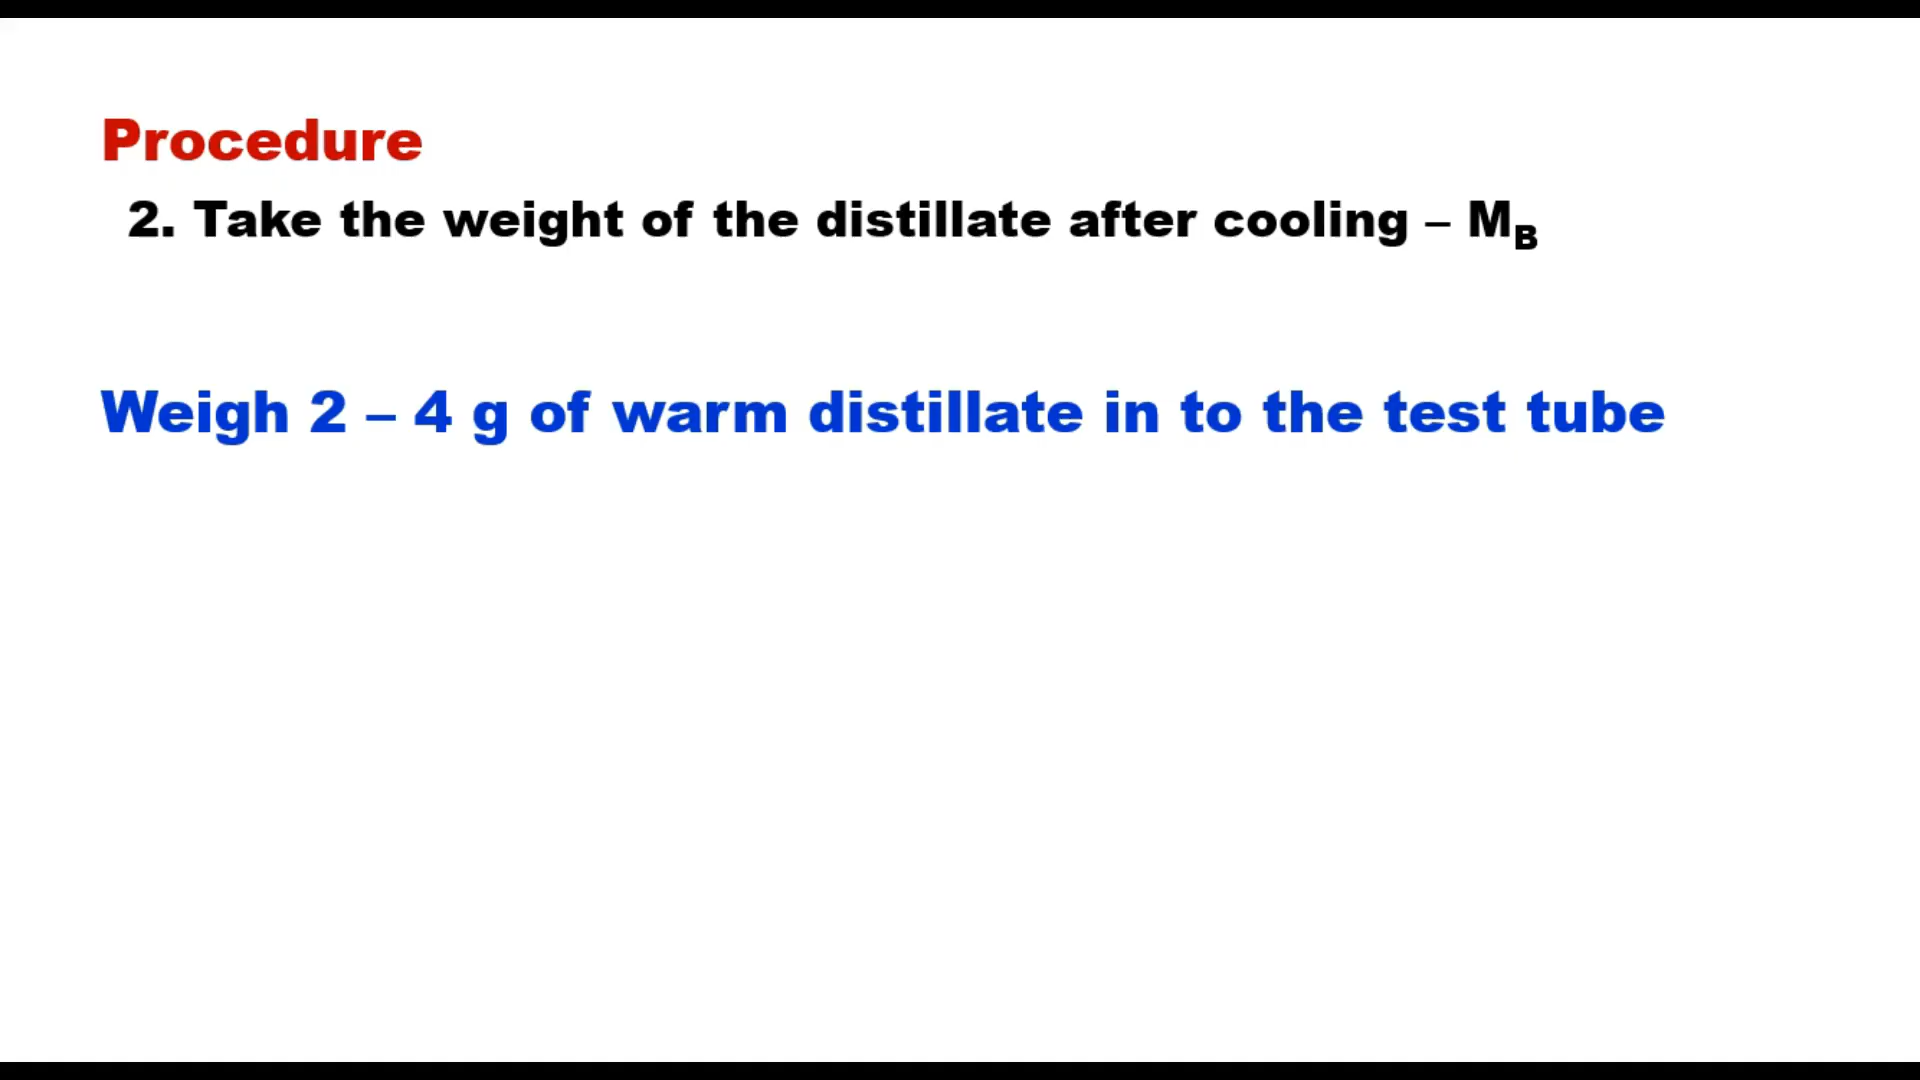 Procedure
2. Take the weight of the distillate after cooling – MB
Weigh 2 – 4 g of warm distillate in to the test tube